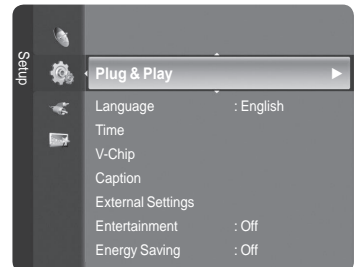 Setup
Plug & Play
Language : English
Time
V-Chip
Caption
External Settings
Entertainment : Off
Energy Saving : Off